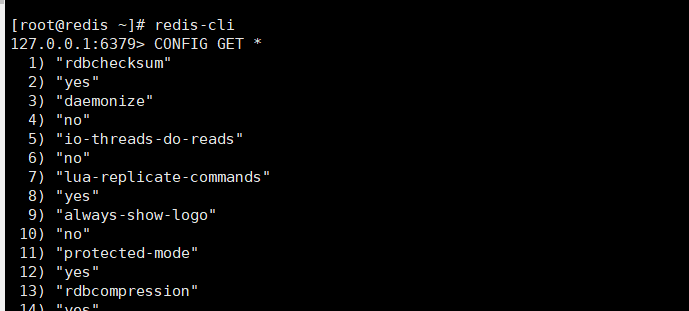 [root@redis ~]# redis-cli
127.0.0.1:6379> CONFIG GET *
1) "rdbchecksum"
2) "yes"
3) "daemonize"
4) "no"
5) "io-threads-do-reads"
6) "no"
7) "lua-replicate-commands"
8) "yes"
9) "always-show-logo"
10) "no"
11) "protected-mode"
12) "yes"
13) "rdbcompression"
14) "yes"